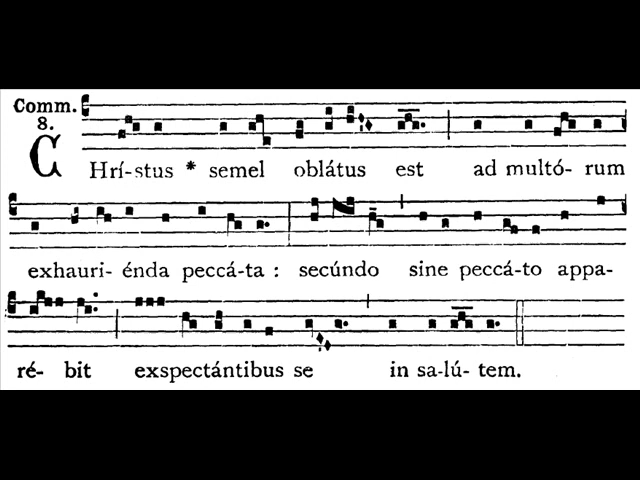 Comm.
8.
CHrí-stus * semel oblátus est ad multó- rum
exhauri- énda peccá-ta : secúndo sine peccá-to appa-
ré- bit exspectántibus se in sa-lú- tem.